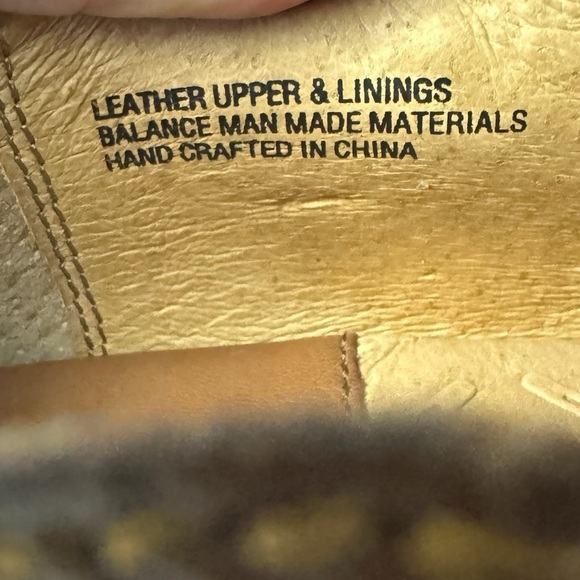 LEATHER UPPER & LININGS
BALANCE MAN MADE MATERIALS
HAND CRAFTED IN CHINA